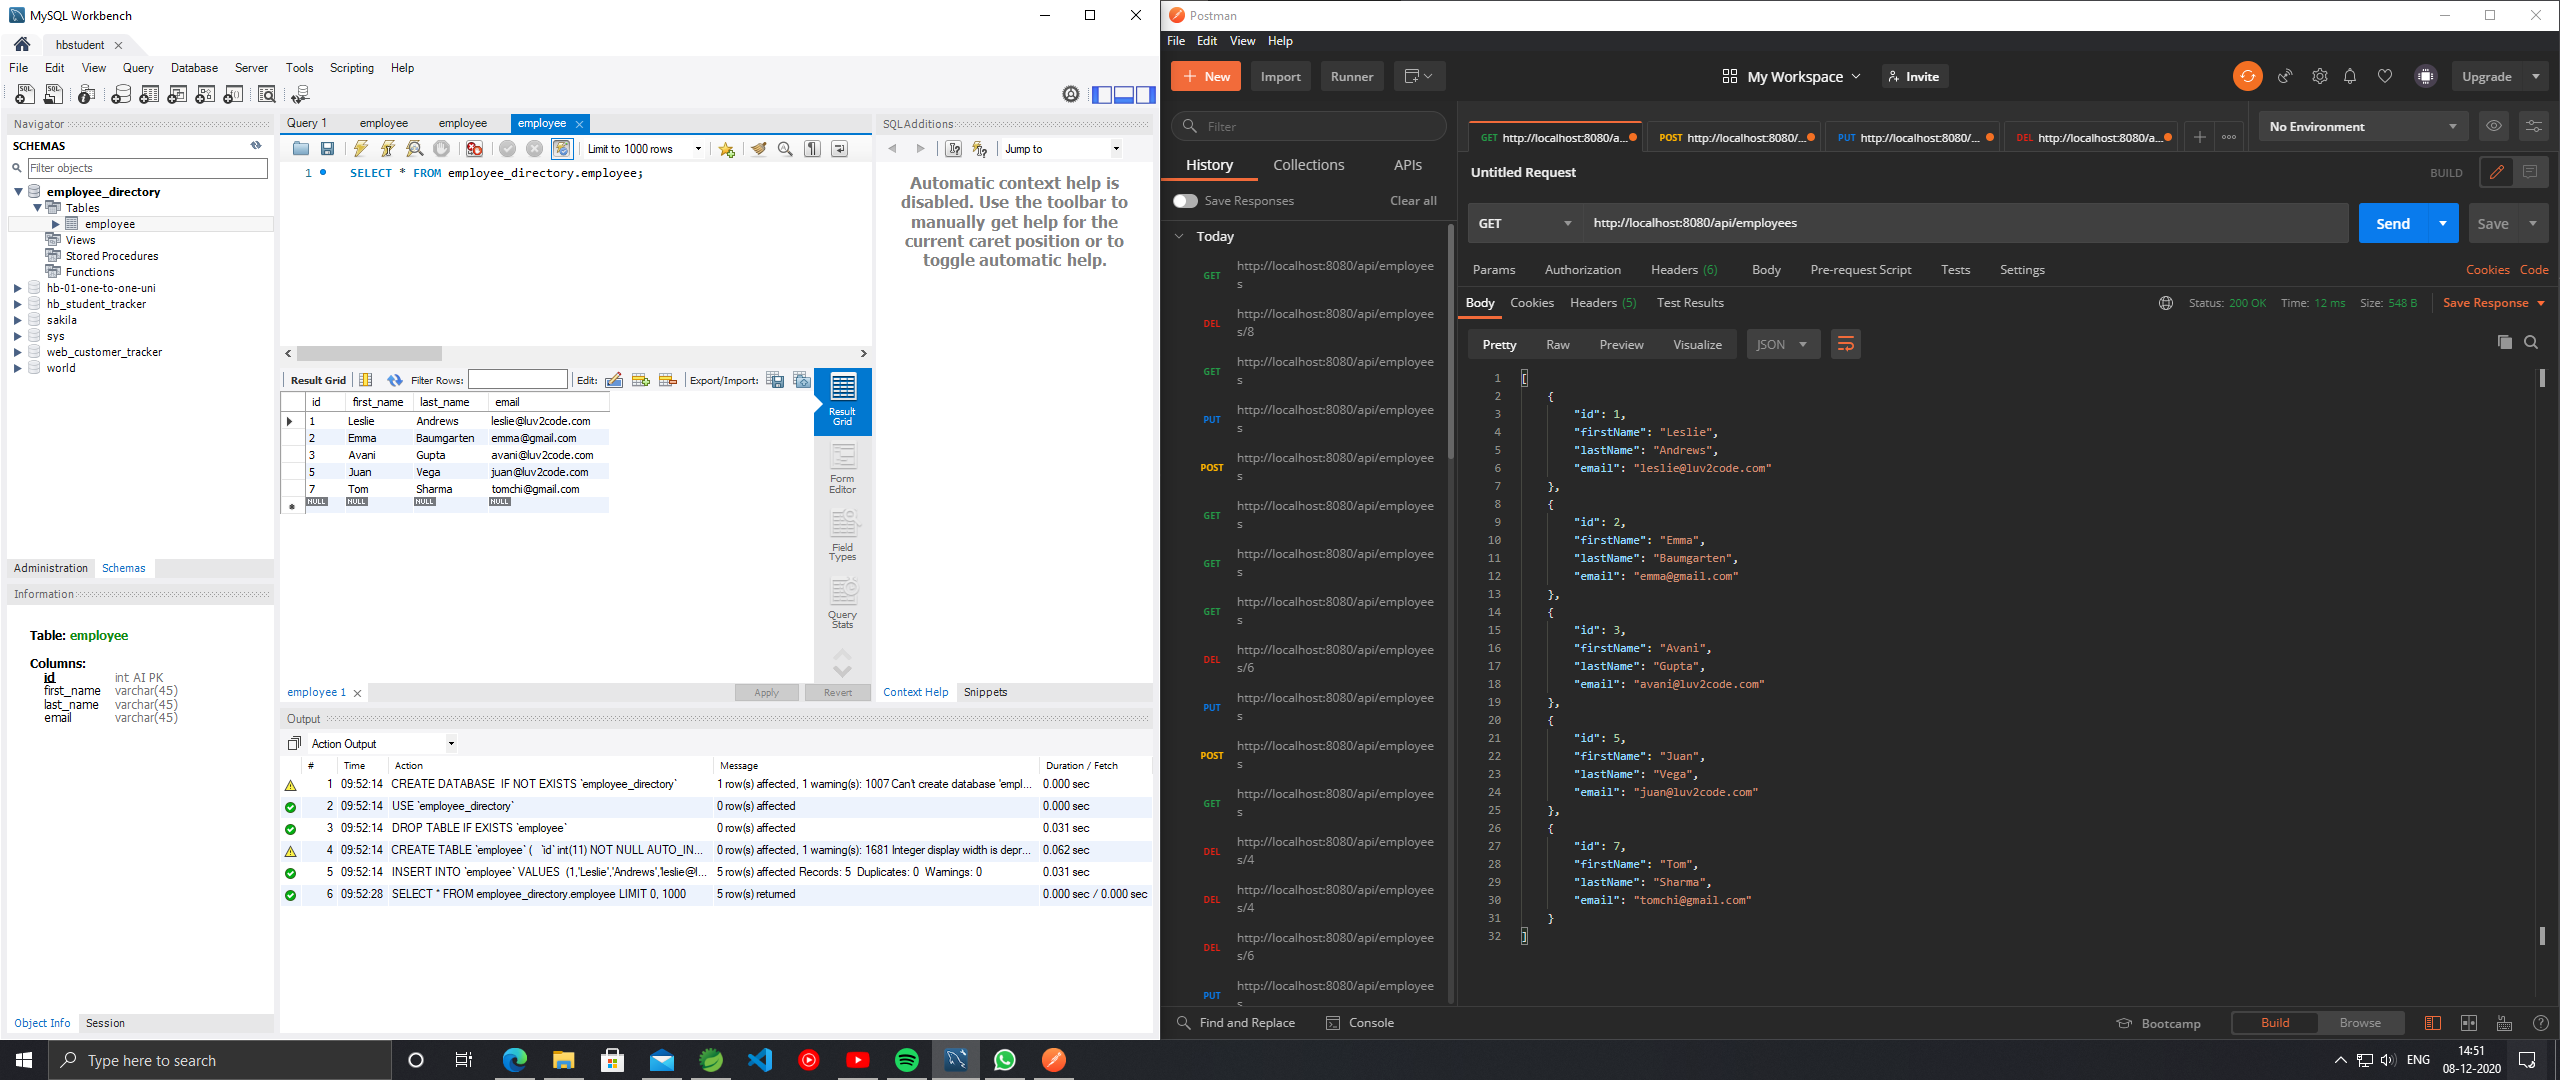 MySQL Workbench
hbstudent
File Edit View Query Database Server Tools Scripting Help
Navigator
SCHEMAS
Filter objects
employee_directory
Tables
employee
Views
Stored Procedures
Functions
hb-01-one-to-one-uni
hb_student_tracker
sakila
sys
web_customer_tracker
world
Administration Schemas
Information
Table: employee
Columns:
id int AI PK
first_name varchar(45)
last_name varchar(45)
email varchar(45)
Object Info Session
Query 1 employee employee employee
Limit to 1000 rows
1 SELECT * FROM employee_directory.employee;
Result Grid Filter Rows: Edit: Export/Import:
id first_name last_name email
1 Leslie Andrews leslie@luv2code.com
2 Emma Baumgarten emma@gmail.com
3 Avani Gupta avani@luv2code.com
5 Juan Vega juan@luv2code.com
7 Tom Sharma tomchi@gmail.com
NULL NULL NULL NULL
Result
Grid
Form
Editor
Field
Types
Query
Stats
employee 1 Apply Revert
SQLAdditions
Jump to
Automatic context help is
disabled. Use the toolbar to
manually get help for the
current caret position or to
toggle automatic help.
Context Help Snippets
Output
Action Output
# Time Action Message Duration / Fetch
1 09:52:14 CREATE DATABASE IF NOT EXISTS `employee_directory` 1 row(s) affected, 1 warning(s): 1007 Can't create database 'empl... 0.000 sec
2 09:52:14 USE `employee_directory` 0 row(s) affected 0.000 sec
3 09:52:14 DROP TABLE IF EXISTS `employee` 0 row(s) affected 0.031 sec
4 09:52:14 CREATE TABLE `employee` ( `id` int(11) NOT NULL AUTO_IN... 0 row(s) affected, 1 warning(s): 1681 Integer display width is depr... 0.062 sec
5 09:52:14 INSERT INTO `employee` VALUES (1,'Leslie','Andrews','leslie@l... 5 row(s) affected Records: 5 Duplicates: 0 Warnings: 0 0.031 sec
6 09:52:28 SELECT * FROM employee_directory.employee LIMIT 0, 1000 5 row(s) returned 0.000 sec / 0.000 sec
Postman
File Edit View Help
New Import Runner My Workspace Invite Upgrade
Filter
History Collections APIs
Save Responses Clear all
Today
GET http://localhost:8080/api/employee
s
DEL http://localhost:8080/api/employee
s/8
GET http://localhost:8080/api/employee
s
PUT http://localhost:8080/api/employee
s
POST http://localhost:8080/api/employee
s
GET http://localhost:8080/api/employee
s
GET http://localhost:8080/api/employee
s
GET http://localhost:8080/api/employee
s
DEL http://localhost:8080/api/employee
s/6
PUT http://localhost:8080/api/employee
s
POST http://localhost:8080/api/employee
s
GET http://localhost:8080/api/employee
s
DEL http://localhost:8080/api/employee
s/4
DEL http://localhost:8080/api/employee
s/4
DEL http://localhost:8080/api/employee
s/6
PUT http://localhost:8080/api/employee
s
GET http://localhost:8080/a... POST http://localhost:8080/... PUT http://localhost:8080/... DEL http://localhost:8080/a...
No Environment
Untitled Request BUILD
GET http://localhost:8080/api/employees Send Save
Params Authorization Headers (6) Body Pre-request Script Tests Settings Cookies Code
Body Cookies Headers (5) Test Results Status: 200 OK Time: 12 ms Size: 548 B Save Response
Pretty Raw Preview Visualize JSON
1 [
2 {
3 "id": 1,
4 "firstName": "Leslie",
5 "lastName": "Andrews",
6 "email": "leslie@luv2code.com"
7 },
8 {
9 "id": 2,
10 "firstName": "Emma",
11 "lastName": "Baumgarten",
12 "email": "emma@gmail.com"
13 },
14 {
15 "id": 3,
16 "firstName": "Avani",
17 "lastName": "Gupta",
18 "email": "avani@luv2code.com"
19 },
20 {
21 "id": 5,
22 "firstName": "Juan",
23 "lastName": "Vega",
24 "email": "juan@luv2code.com"
25 },
26 {
27 "id": 7,
28 "firstName": "Tom",
29 "lastName": "Sharma",
30 "email": "tomchi@gmail.com"
31 }
32 ]
Find and Replace Console Bootcamp Build Browse
Type here to search
ENG
14:51
08-12-2020